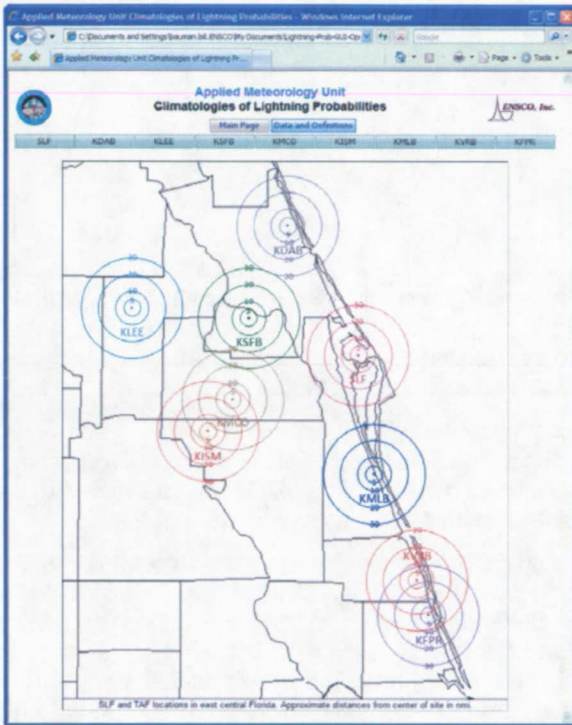 Applied Meteorology Unit Climatologies of Lightning Probabilities - Windows Internet Explorer
Google
Applied Meteorology Unit Climatologies of Lightning Pr...
Page Tools
Applied Meteorology Unit
Climatologies of Lightning Probabilities
ENSCO, Inc.
Main Page Data and Definitions
SLF KDAB KLEE KSFB KMCO KISM KMLB KVRB KFPR
KDAB
KLEE
KSFB
SLF
KMCO
KISM
KMLB
KVRB
KFPR
SLF and TAF locations in east central Florida. Approximate distances from center of site in nmi.